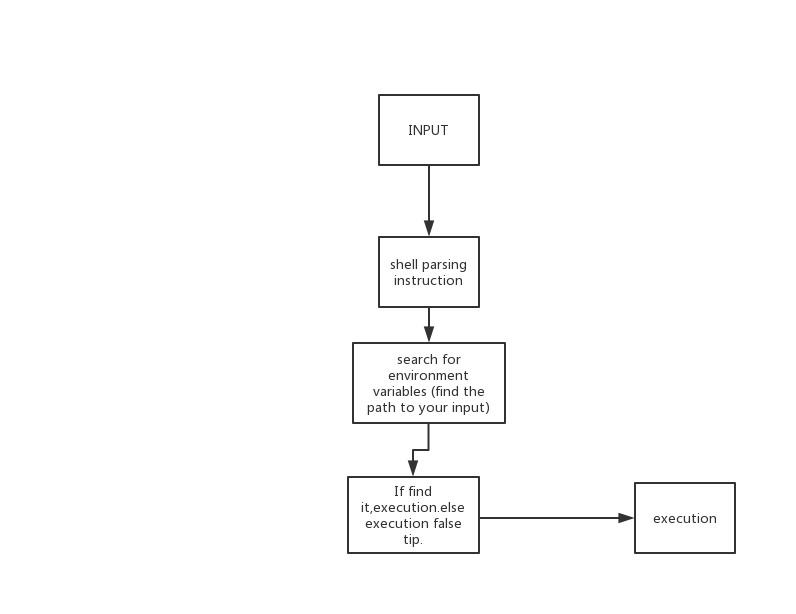 INPUT
shell parsing
instruction
search for
environment
variables (find the
path to your input)
If find
it,execution.else
execution false
tip.
execution